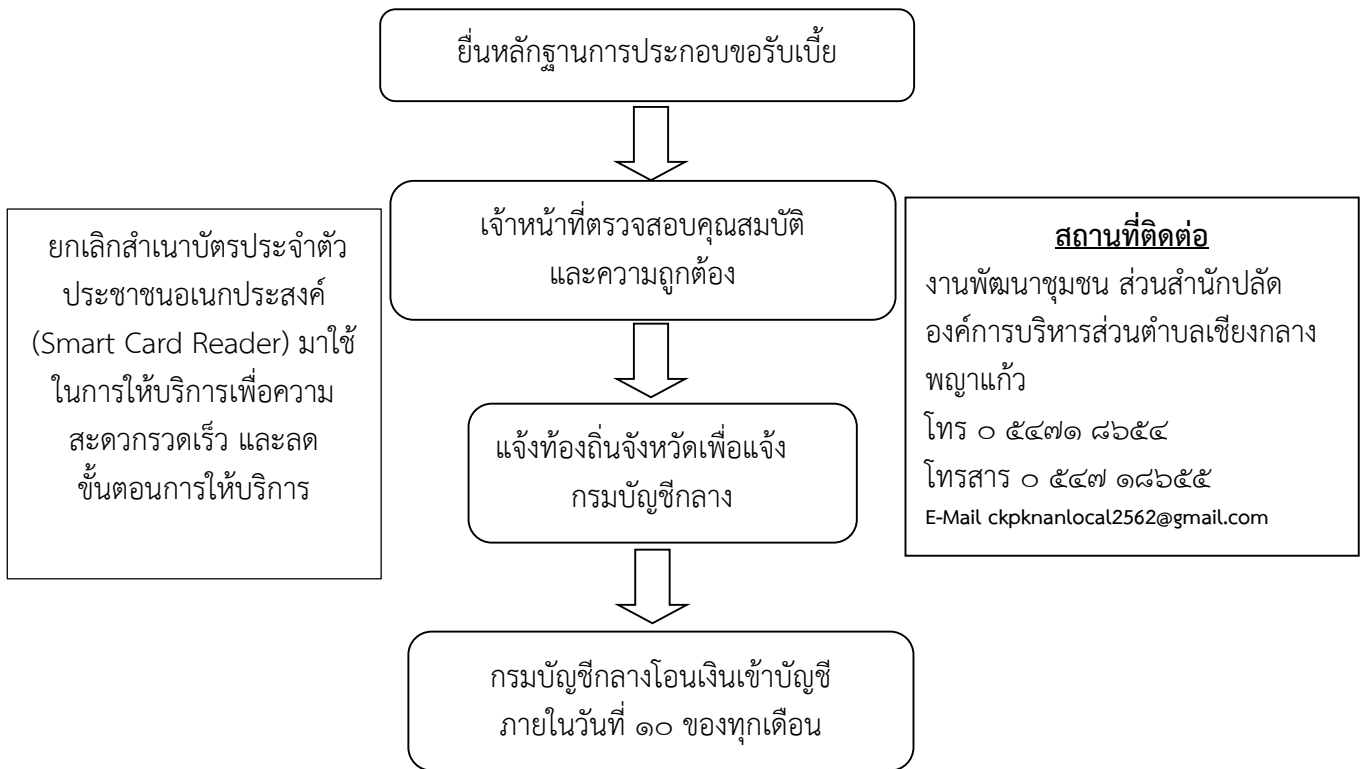 ยื่นหลักฐานการประกอบขอรับเบี้ย
เจ้าหน้าที่ตรวจสอบคุณสมบัติ
และความถูกต้อง
ยกเลิกสำเนาบัตรประจำตัว
ประชาชนอเนกประสงค์
(Smart Card Reader) มาใช้
ในการให้บริการเพื่อความ
สะดวกรวดเร็ว และลด
ขั้นตอนการให้บริการ
สถานที่ติดต่อ
งานพัฒนาชุมชน ส่วนสำนักปลัด
องค์การบริหารส่วนตำบลเชียงกลาง
พญาแก้ว
โทร ๐ ๕๔๗๑ ๘๖๕๔
โทรสาร ๐ ๕๔๗ ๑๘๖๕๕
E-Mail ckpknanlocal2562@gmail.com
แจ้งท้องถิ่นจังหวัดเพื่อแจ้ง
กรมบัญชีกลาง
กรมบัญชีกลางโอนเงินเข้าบัญชี
ภายในวันที่ ๑๐ ของทุกเดือน